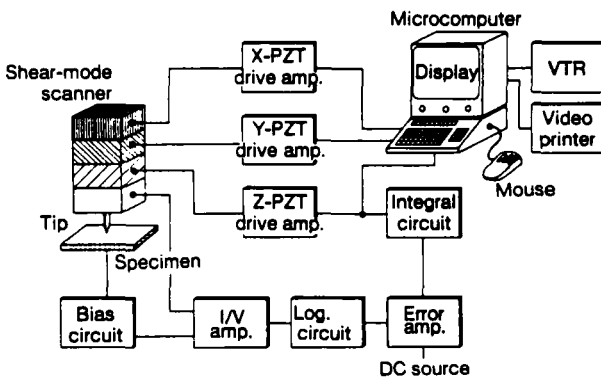 Microcomputer
Shear-mode
scanner
X-PZT
drive amp.
Display
VTR
Y-PZT
drive amp.
Video
printer
Z-PZT
drive amp.
Integral
circuit
Mouse
Tip
Specimen
Bias
circuit
I/V
amp.
Log.
circuit
Error
amp.
DC source